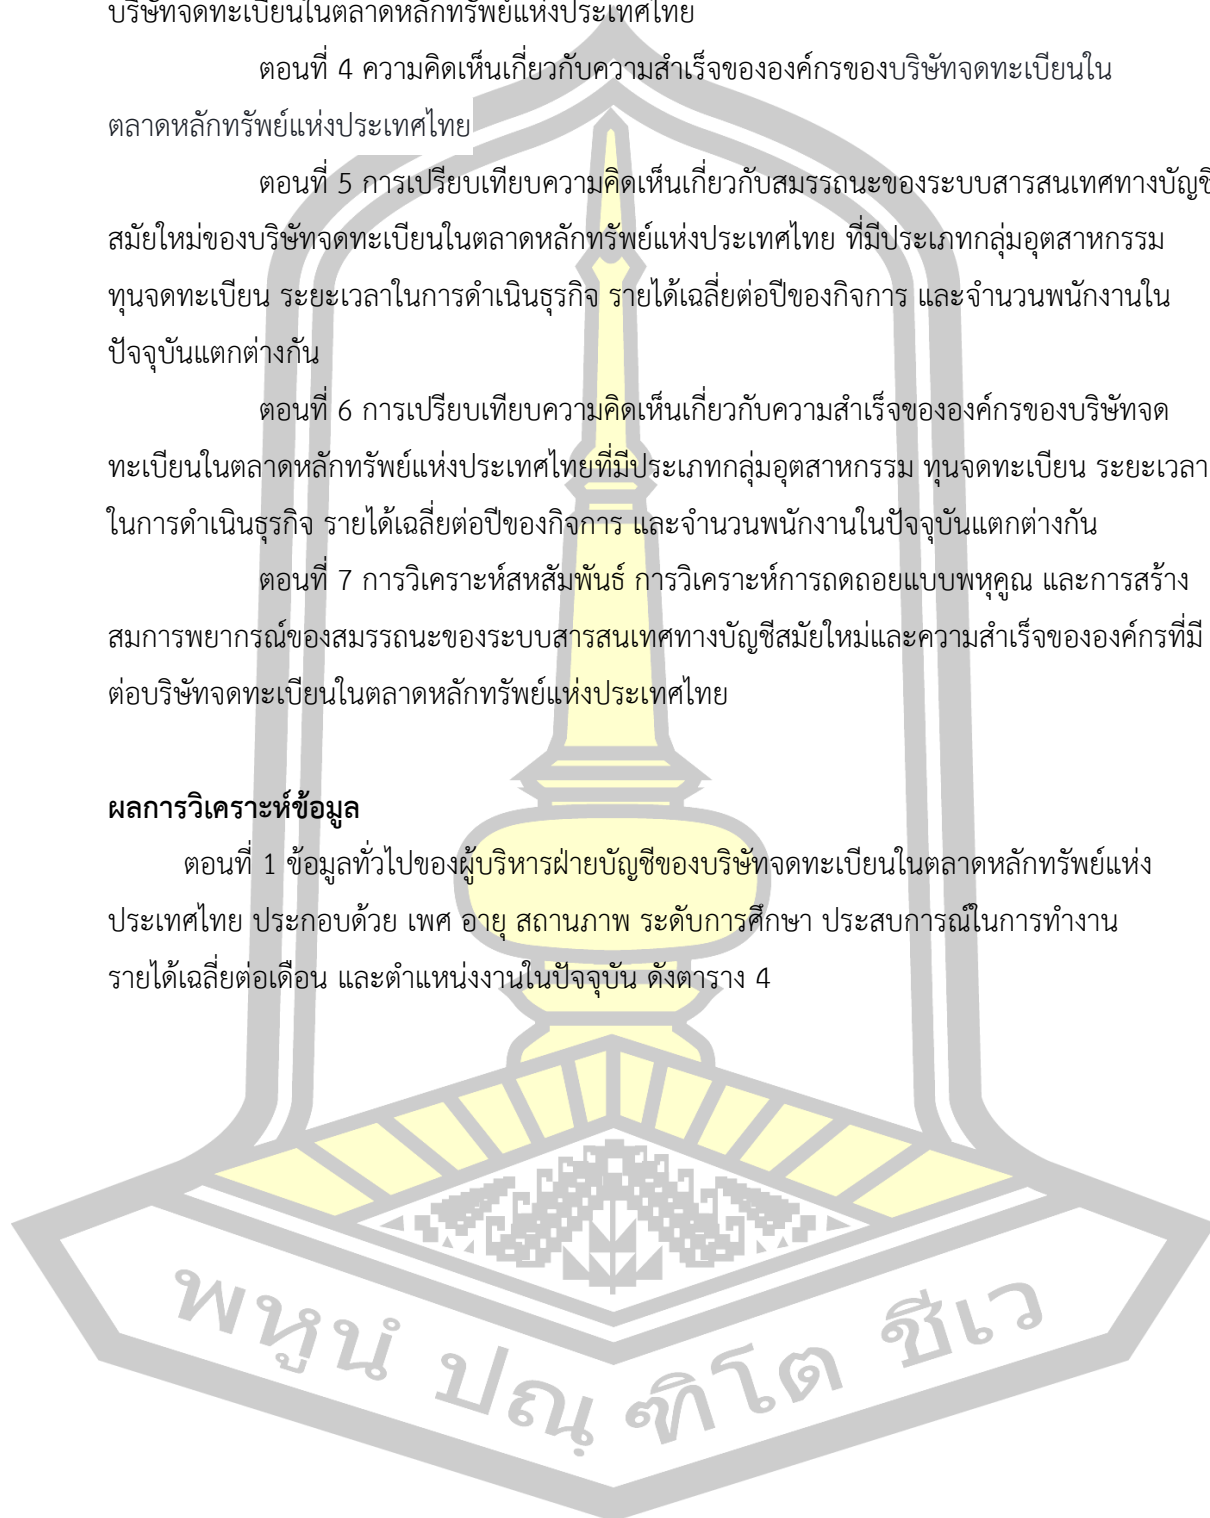 บริษัทจดทะเบียนในตลาดหลักทรัพย์แห่งประเทศไทย
ตอนที่ 4 ความคิดเห็นเกี่ยวกับความสำเร็จขององค์กรของบริษัทจดทะเบียนใน
ตลาดหลักทรัพย์แห่งประเทศไทย
ตอนที่ 5 การเปรียบเทียบความคิดเห็นเกี่ยวกับสมรรถนะของระบบสารสนเทศทางบัญชี
สมัยใหม่ของบริษัทจดทะเบียนในตลาดหลักทรัพย์แห่งประเทศไทย ที่มีประเภทกลุ่มอุตสาหกรรม
ทุนจดทะเบียน ระยะเวลาในการดำเนินธุรกิจ รายได้เฉลี่ยต่อปีของกิจการ และจำนวนพนักงานใน
ปัจจุบันแตกต่างกัน
ตอนที่ 6 การเปรียบเทียบความคิดเห็นเกี่ยวกับความสำเร็จขององค์กรของบริษัทจด
ทะเบียนในตลาดหลักทรัพย์แห่งประเทศไทยที่มีประเภทกลุ่มอุตสาหกรรม ทุนจดทะเบียน ระยะเวลา
ในการดำเนินธุรกิจ รายได้เฉลี่ยต่อปีของกิจการ และจำนวนพนักงานในปัจจุบันแตกต่างกัน
ตอนที่ 7 การวิเคราะห์สหสัมพันธ์ การวิเคราะห์การถดถอยแบบพหุคูณ และการสร้าง
สมการพยากรณ์ของสมรรถนะของระบบสารสนเทศทางบัญชีสมัยใหม่และความสำเร็จขององค์กรที่มี
ต่อบริษัทจดทะเบียนในตลาดหลักทรัพย์แห่งประเทศไทย
ผลการวิเคราะห์ข้อมูล
ตอนที่ 1 ข้อมูลทั่วไปของผู้บริหารฝ่ายบัญชีของบริษัทจดทะเบียนในตลาดหลักทรัพย์แห่ง
ประเทศไทย ประกอบด้วย เพศ อายุ สถานภาพ ระดับการศึกษา ประสบการณ์ในการทำงาน
รายได้เฉลี่ยต่อเดือน และตำแหน่งงานในปัจจุบัน ดังตาราง 4
พหูนํ ปณฺ ฑิโต ชีเว